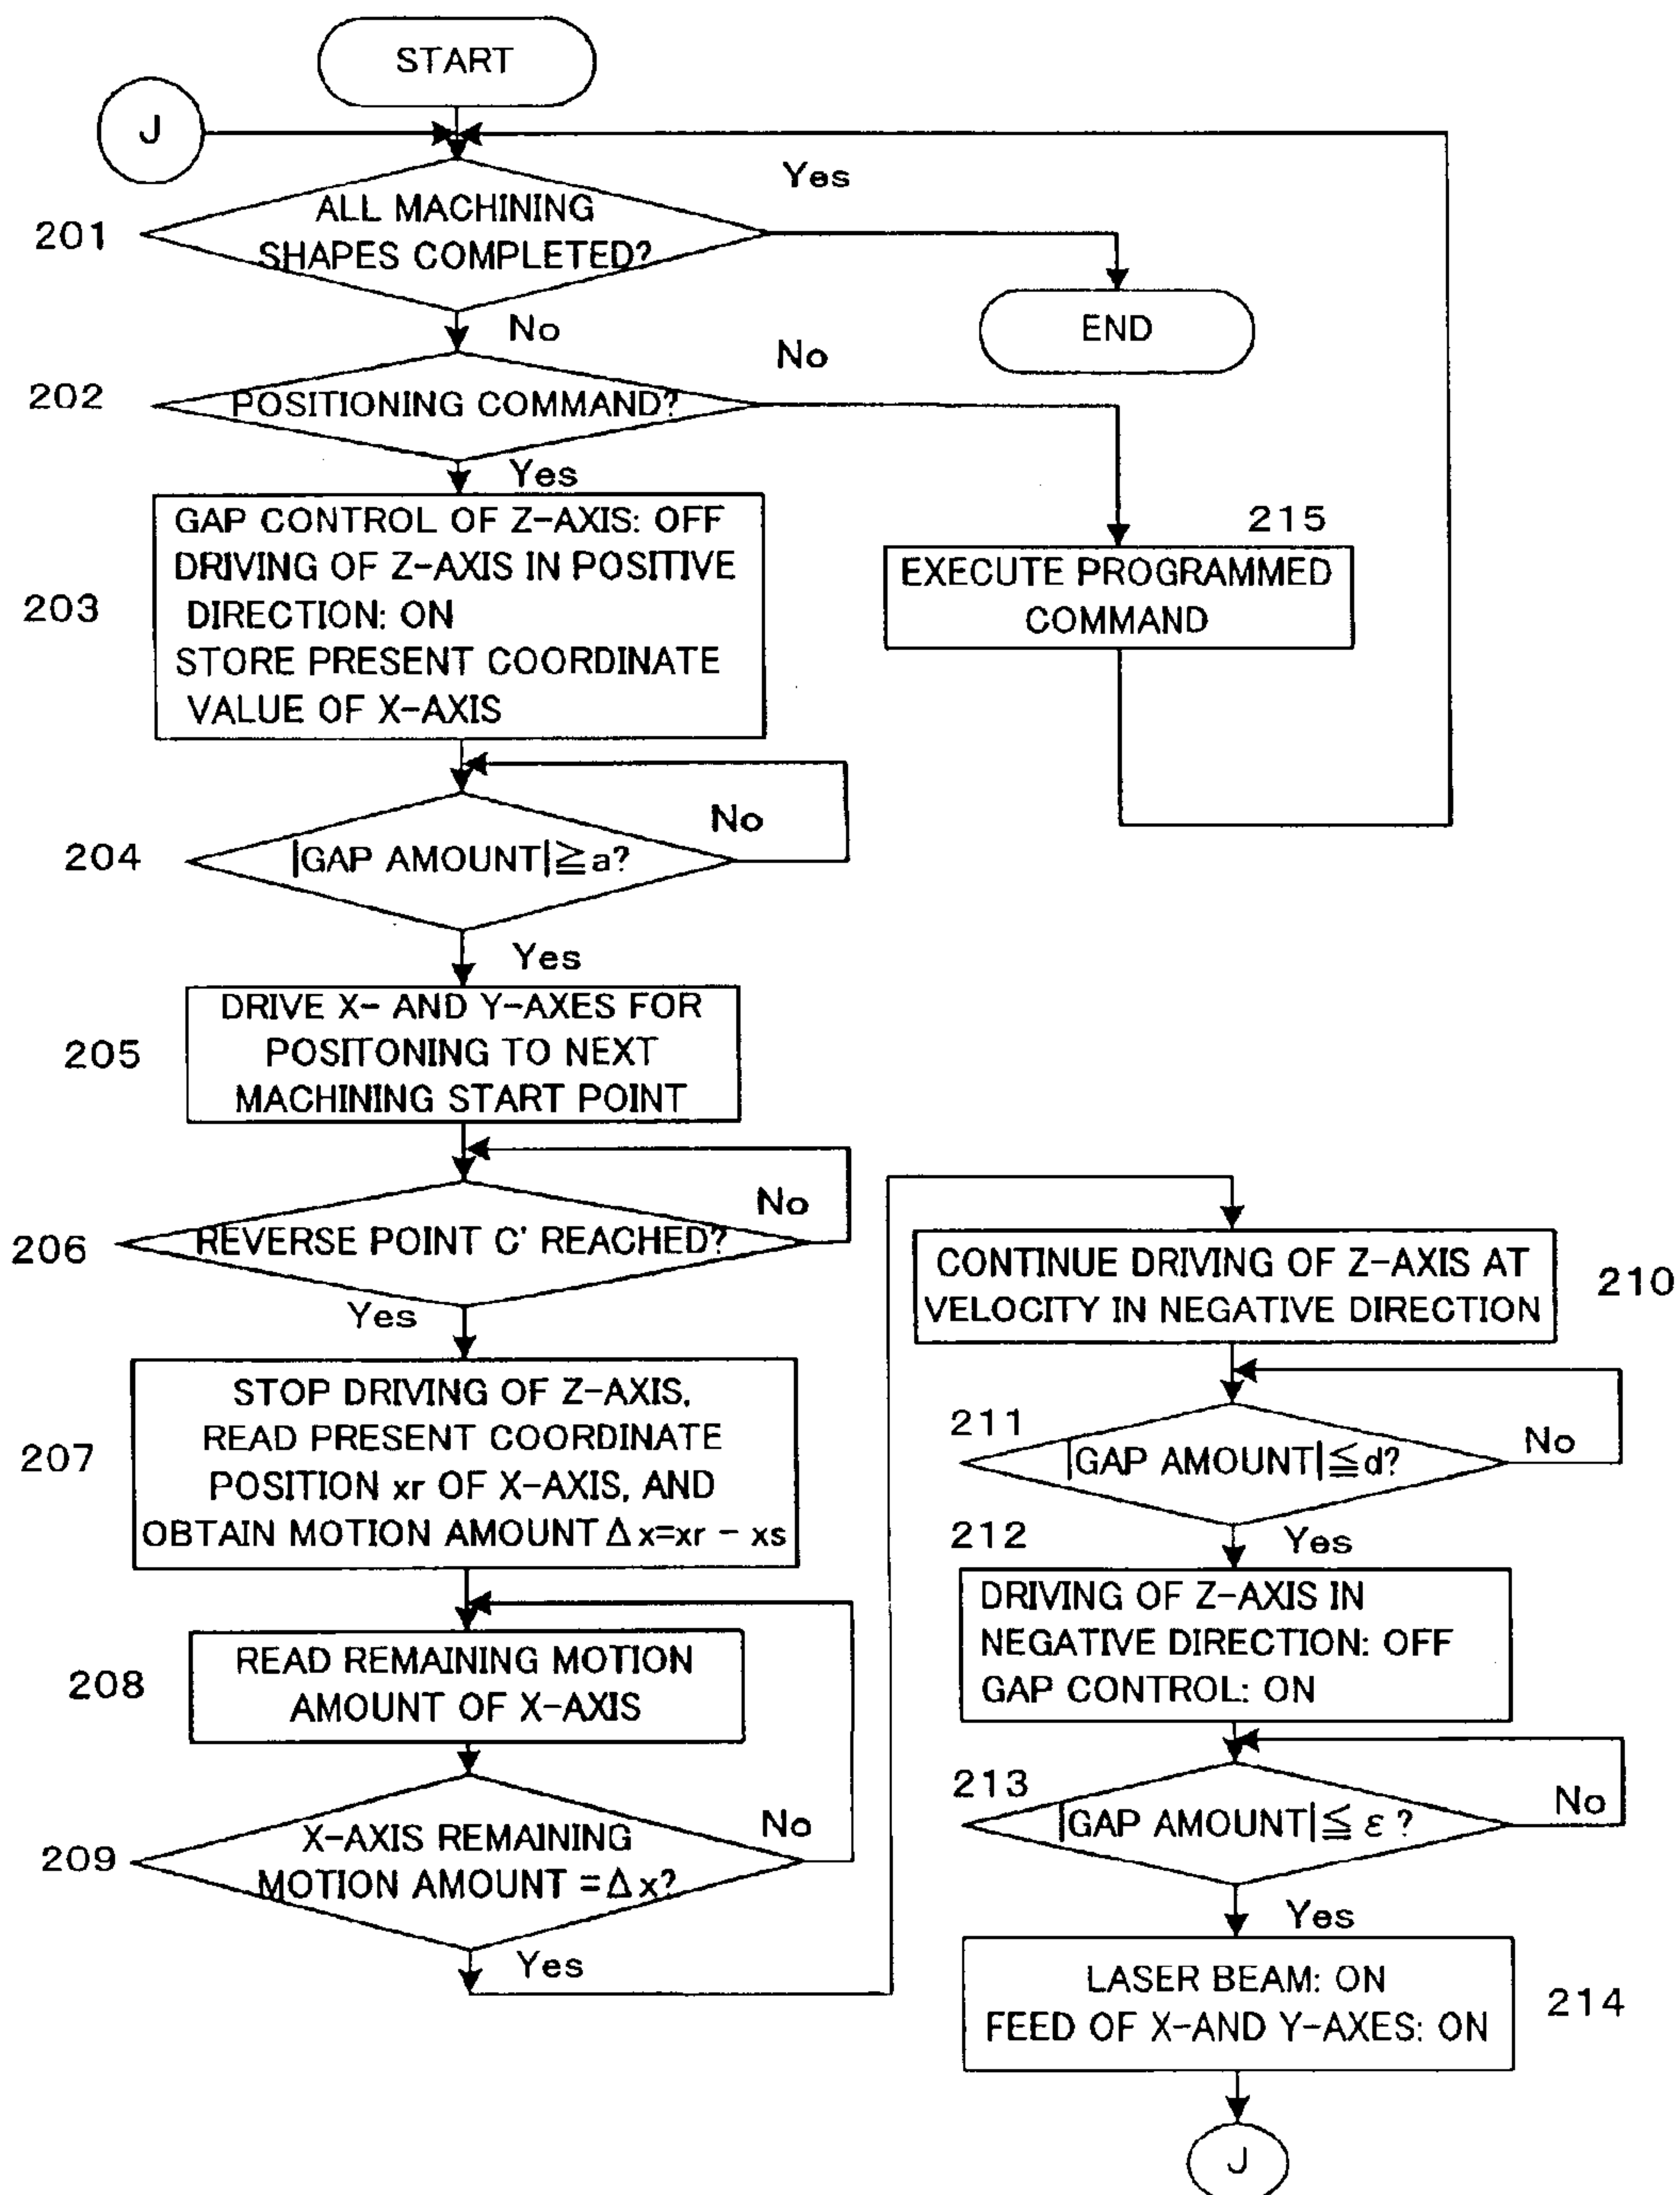 START
J
Yes
201
ALL MACHINING
SHAPES COMPLETED?
END
No
No
202
POSITIONING COMMAND?
Yes
203
GAP CONTROL OF Z-AXIS: OFF
DRIVING OF Z-AXIS IN POSITIVE
DIRECTION: ON
STORE PRESENT COORDINATE
VALUE OF X-AXIS
215
EXECUTE PROGRAMMED
COMMAND
No
204
|GAP AMOUNT|≧a?
Yes
205
DRIVE X- AND Y-AXES FOR
POSITONING TO NEXT
MACHINING START POINT
No
206
REVERSE POINT C' REACHED?
Yes
207
STOP DRIVING OF Z-AXIS,
READ PRESENT COORDINATE
POSITION xr OF X-AXIS, AND
OBTAIN MOTION AMOUNT Δx=xr - xs
208
READ REMAINING MOTION
AMOUNT OF X-AXIS
No
209
X-AXIS REMAINING
MOTION AMOUNT =Δx?
Yes
CONTINUE DRIVING OF Z-AXIS AT
VELOCITY IN NEGATIVE DIRECTION
210
211
|GAP AMOUNT|≦d?
No
212
Yes
DRIVING OF Z-AXIS IN
NEGATIVE DIRECTION: OFF
GAP CONTROL: ON
213
|GAP AMOUNT|≦ ε?
No
Yes
LASER BEAM: ON
FEED OF X-AND Y-AXES: ON
214
J